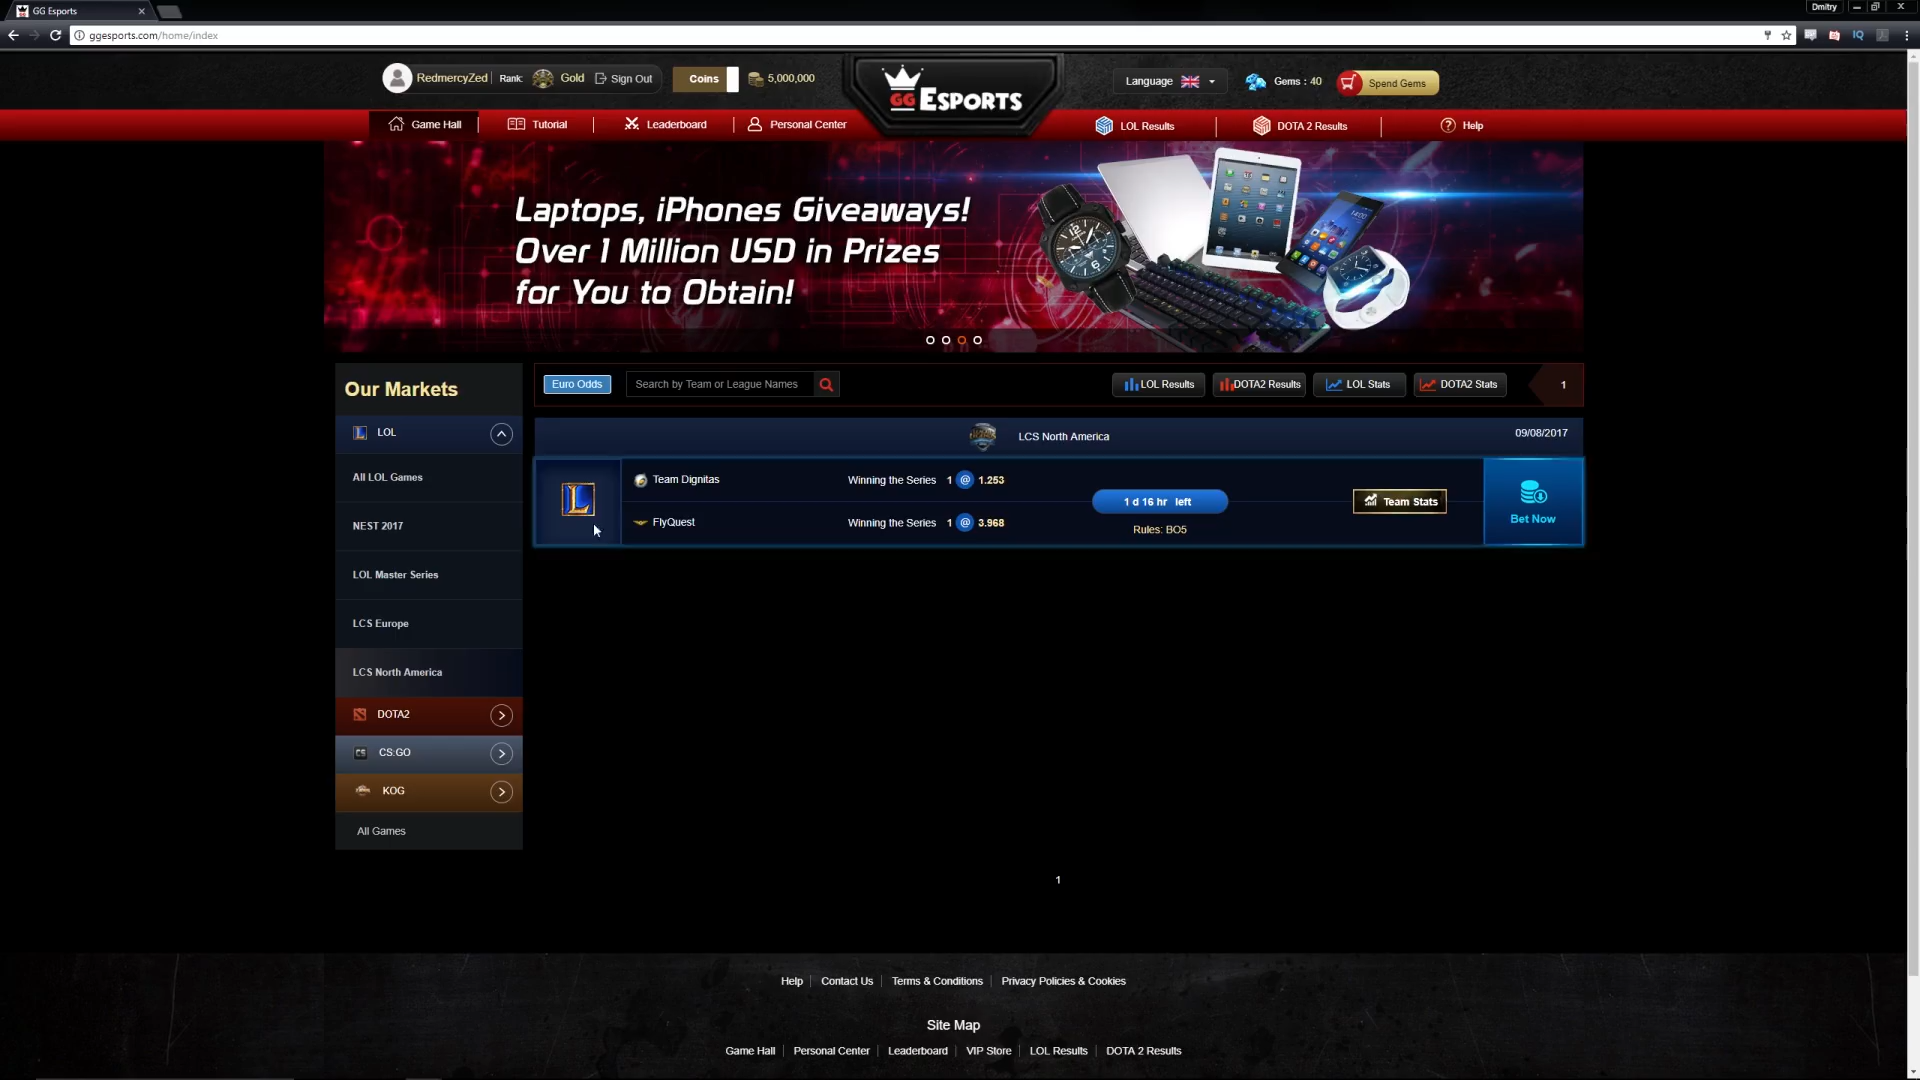 GG Esports
Dmitry
ggesports.com/home/index
RedmercyZed
Rank:
Gold
Sign Out
Coins
5,000,000
GG ESPORTS
Language
Gems : 40
Spend Gems
Game Hall
Tutorial
Leaderboard
Personal Center
LOL Results
DOTA 2 Results
Help
Laptops, iPhones Giveaways!
Over 1 Million USD in Prizes
for You to Obtain!
Our Markets
LOL
All LOL Games
NEST 2017
LOL Master Series
LCS Europe
LCS North America
DOTA2
CS:GO
KOG
All Games
Euro Odds
Search by Team or League Names
LOL Results
DOTA2 Results
LOL Stats
DOTA2 Stats
1
LCS North America
09/08/2017
Team Dignitas
Winning the Series 1 @ 1.253
FlyQuest
Winning the Series 1 @ 3.968
1 d 16 hr left
Rules: BO5
Team Stats
Bet Now
1
Help
Contact Us
Terms & Conditions
Privacy Policies & Cookies
Site Map
Game Hall
Personal Center
Leaderboard
VIP Store
LOL Results
DOTA 2 Results